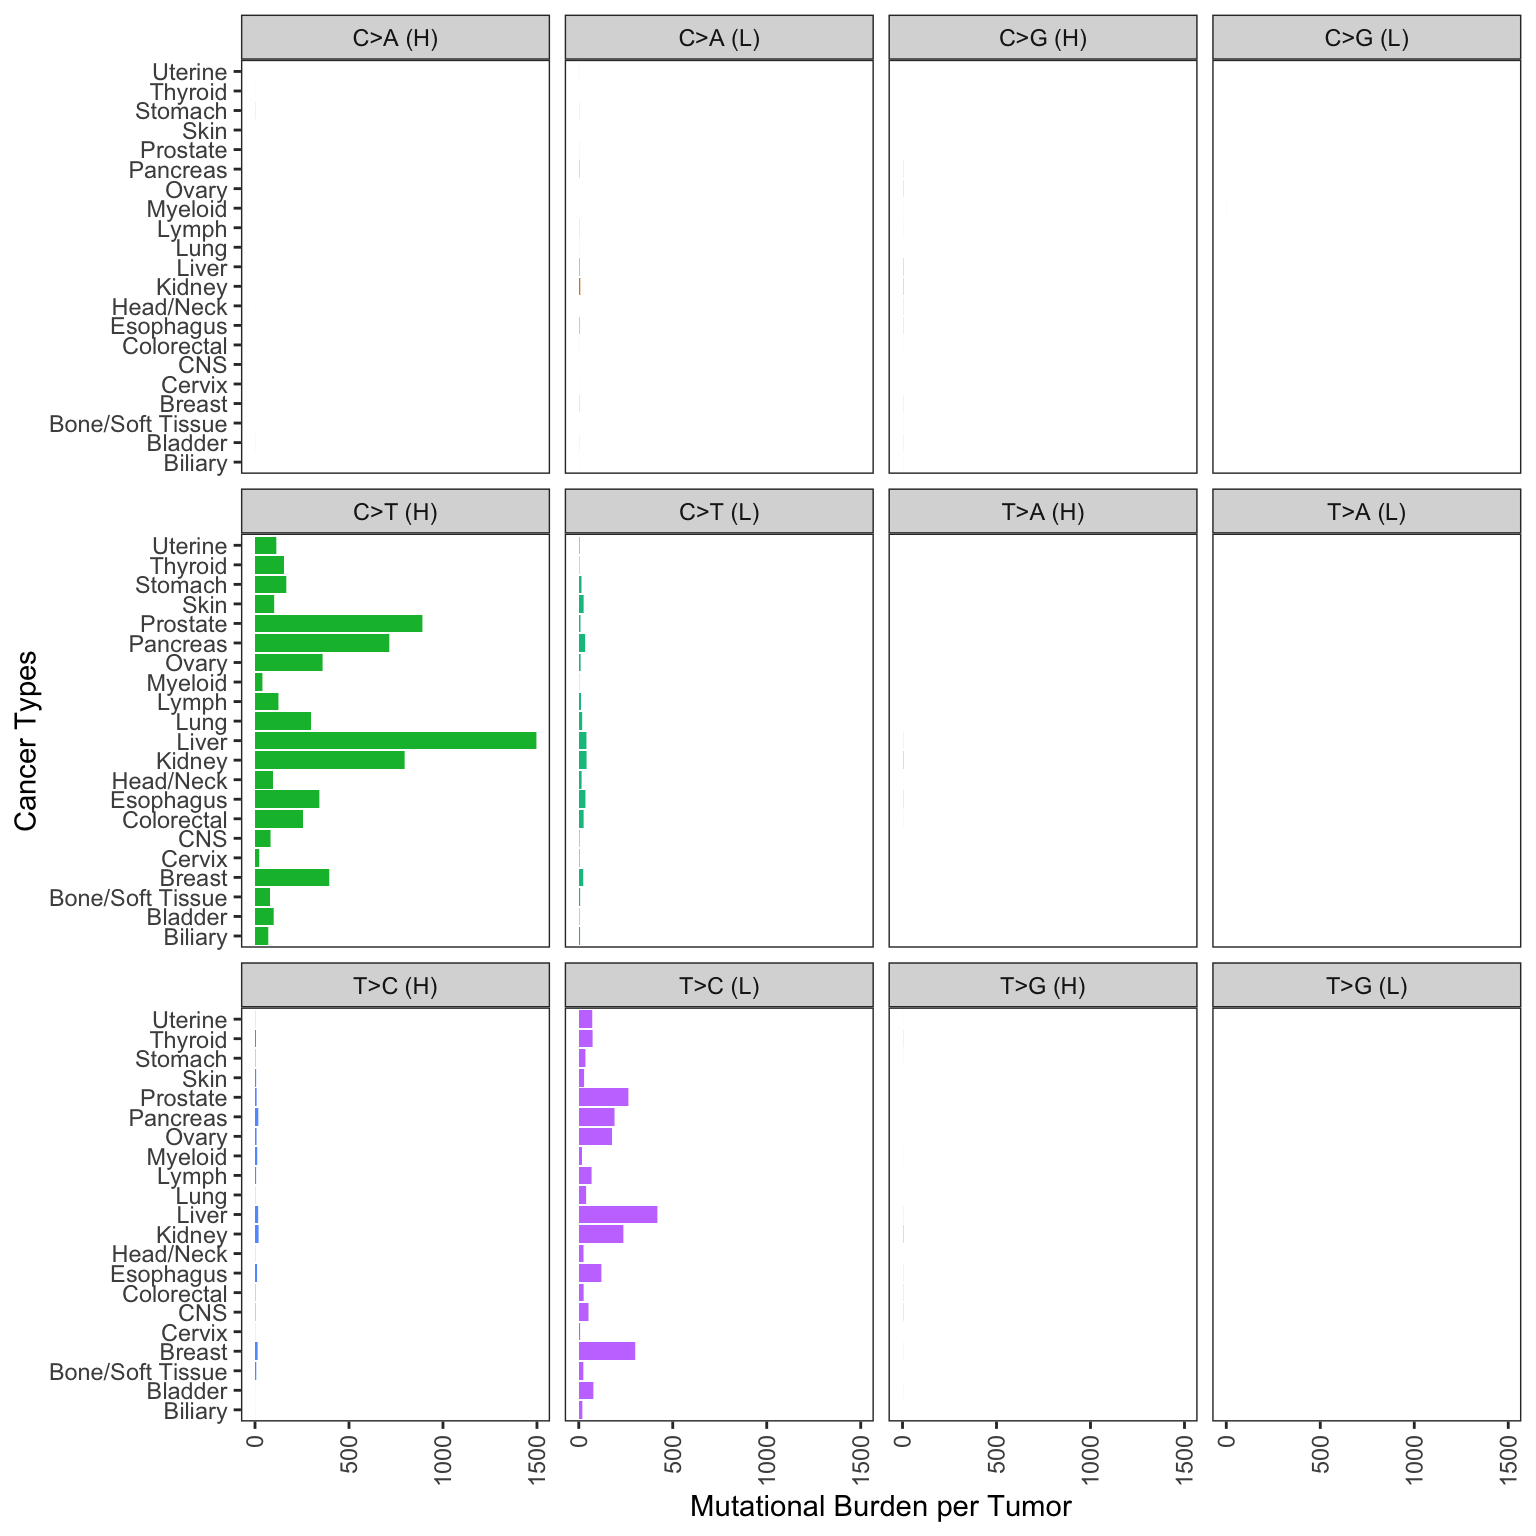 C>A (H)
C>A (L)
C>G (H)
C>G (L)
Uterine
Thyroid
Stomach
Skin
Prostate
Pancreas
Ovary
Myeloid
Lymph
Lung
Liver
Kidney
Head/Neck
Esophagus
Colorectal
CNS
Cervix
Breast
Bone/Soft Tissue
Bladder
Biliary
C>T (H)
C>T (L)
T>A (H)
T>A (L)
Uterine
Thyroid
Stomach
Skin
Prostate
Pancreas
Ovary
Myeloid
Lymph
Lung
Liver
Kidney
Head/Neck
Esophagus
Colorectal
CNS
Cervix
Breast
Bone/Soft Tissue
Bladder
Biliary
Cancer Types
T>C (H)
T>C (L)
T>G (H)
T>G (L)
Uterine
Thyroid
Stomach
Skin
Prostate
Pancreas
Ovary
Myeloid
Lymph
Lung
Liver
Kidney
Head/Neck
Esophagus
Colorectal
CNS
Cervix
Breast
Bone/Soft Tissue
Bladder
Biliary
0 500 1000 1500
0 500 1000 1500
0 500 1000 1500
0 500 1000 1500
Mutational Burden per Tumor